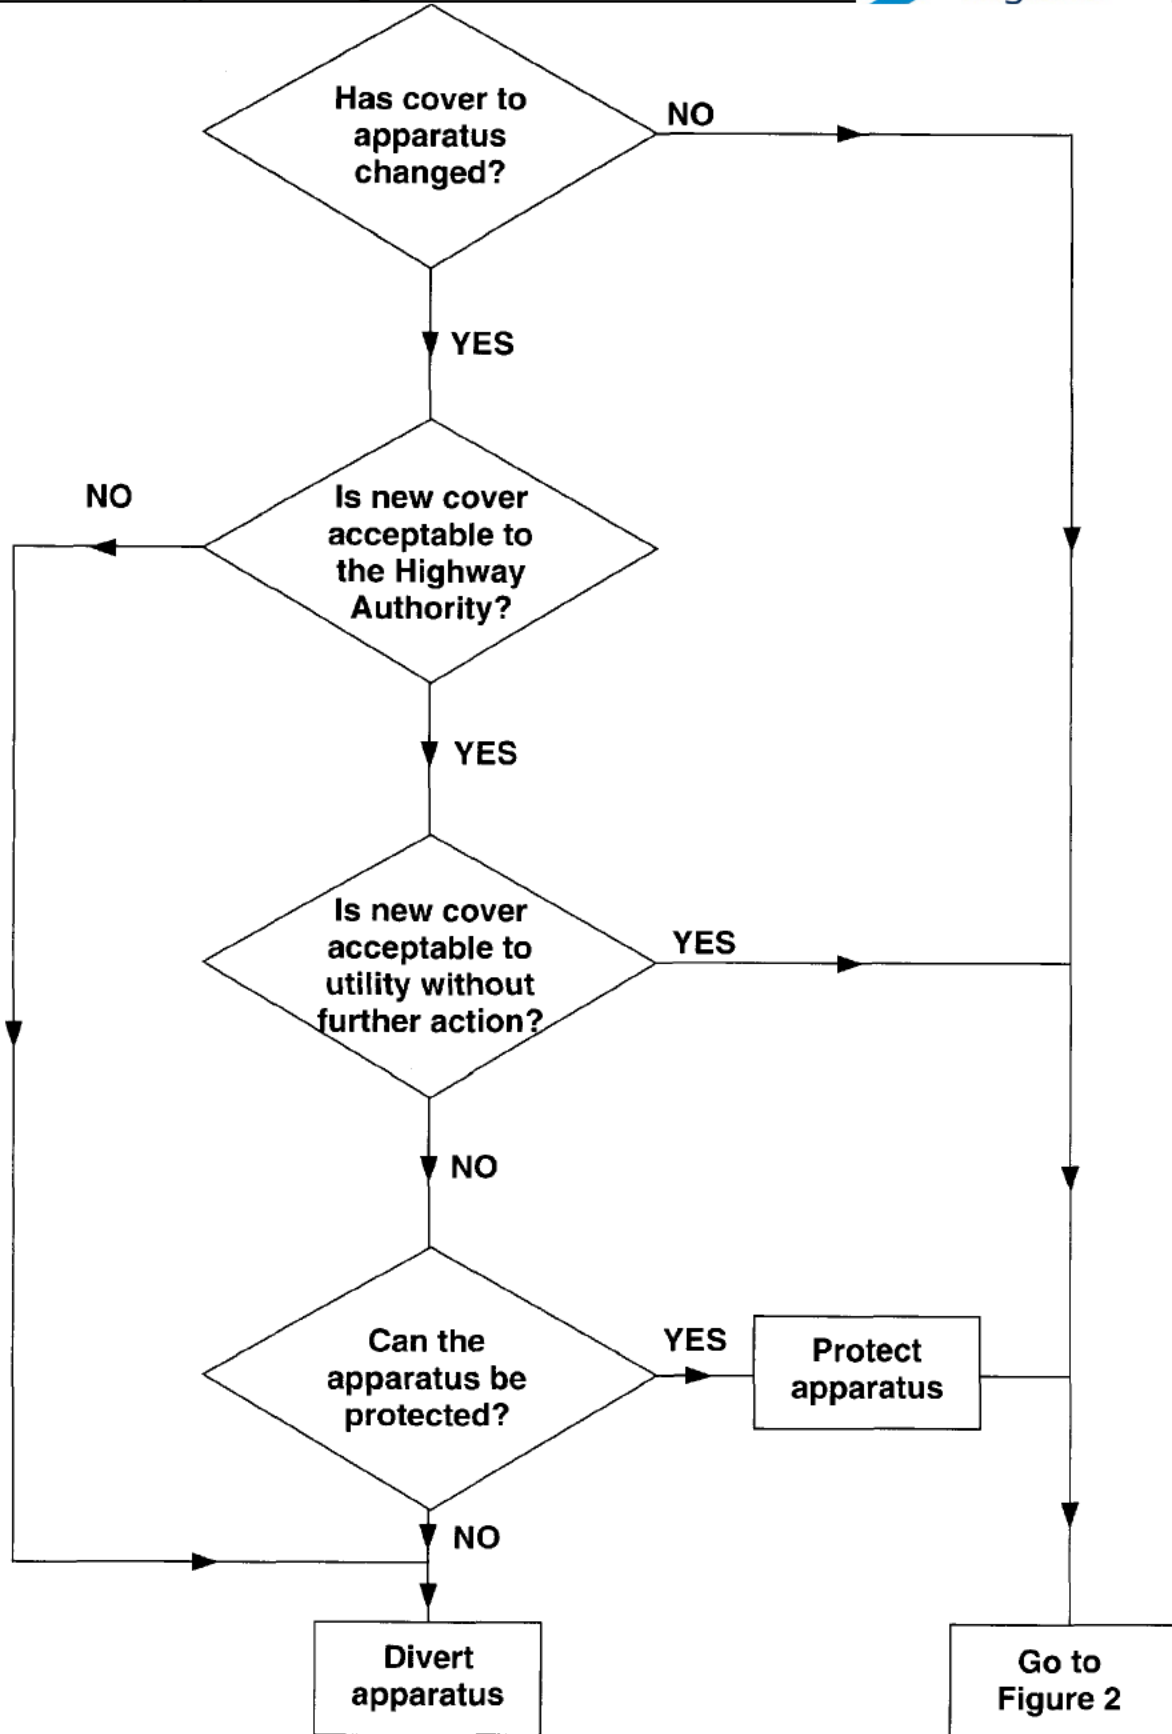 Has cover to
apparatus
changed?
NO
YES
NO
Is new cover
acceptable to
the Highway
Authority?
YES
Is new cover
acceptable to
utility without
further action?
YES
NO
Can the
apparatus be
protected?
YES
Protect
apparatus
NO
Divert
apparatus
Go to
Figure 2